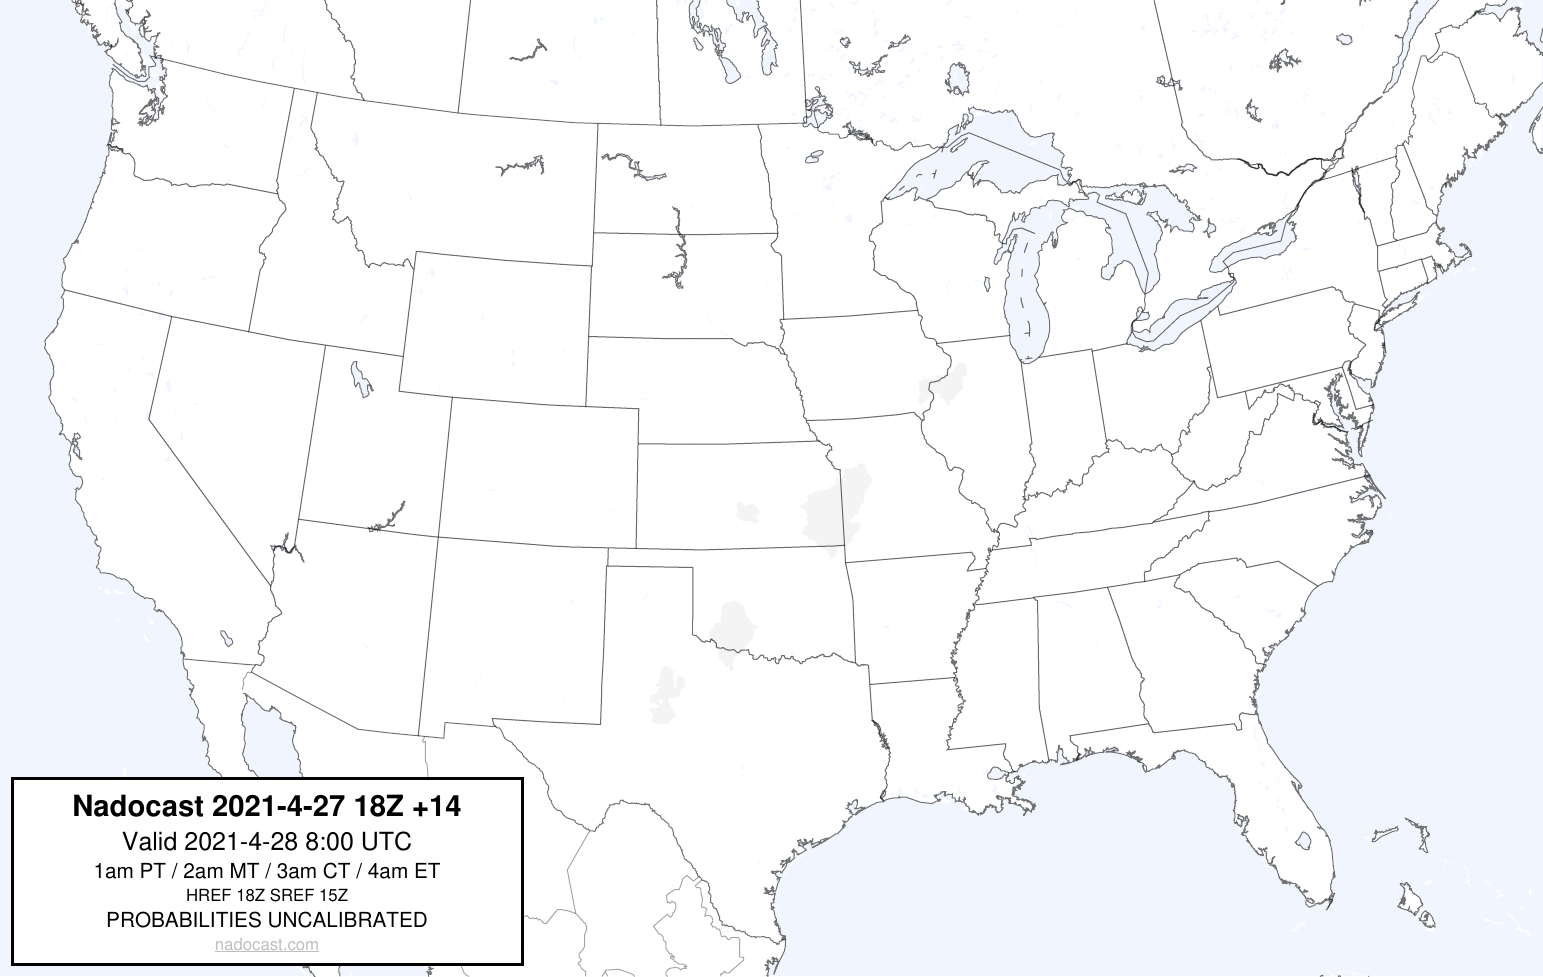 Nadocast 2021-4-27 18Z +14
Valid 2021-4-28 8:00 UTC
1am PT / 2am MT / 3am CT / 4am ET
HREF 18Z SREF 15Z
PROBABILITIES UNCALIBRATED
nadocast.com